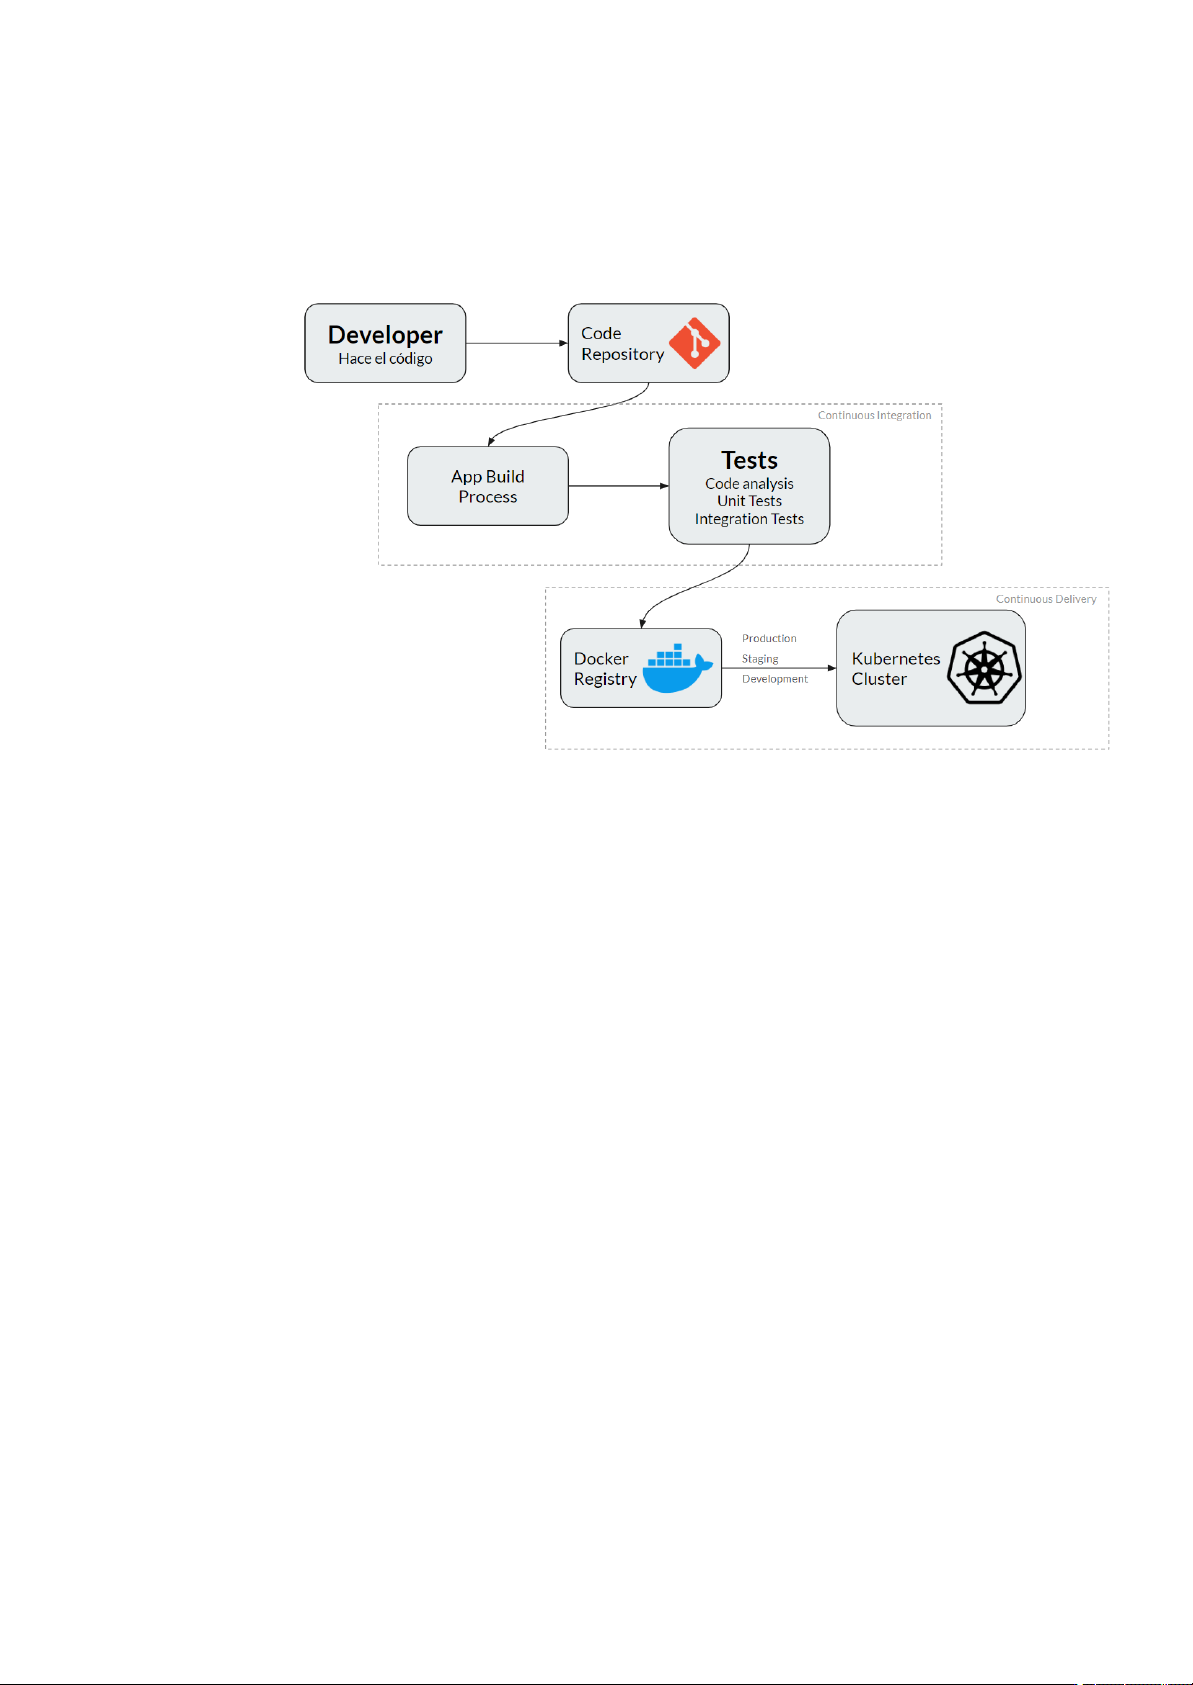 Developer
Hace el código
Code
Repository
Continuous Integration
App Build
Process
Tests
Code analysis
Unit Tests
Integration Tests
Continuous Delivery
Docker
Registry
Production
Staging
Development
Kubernetes
Cluster